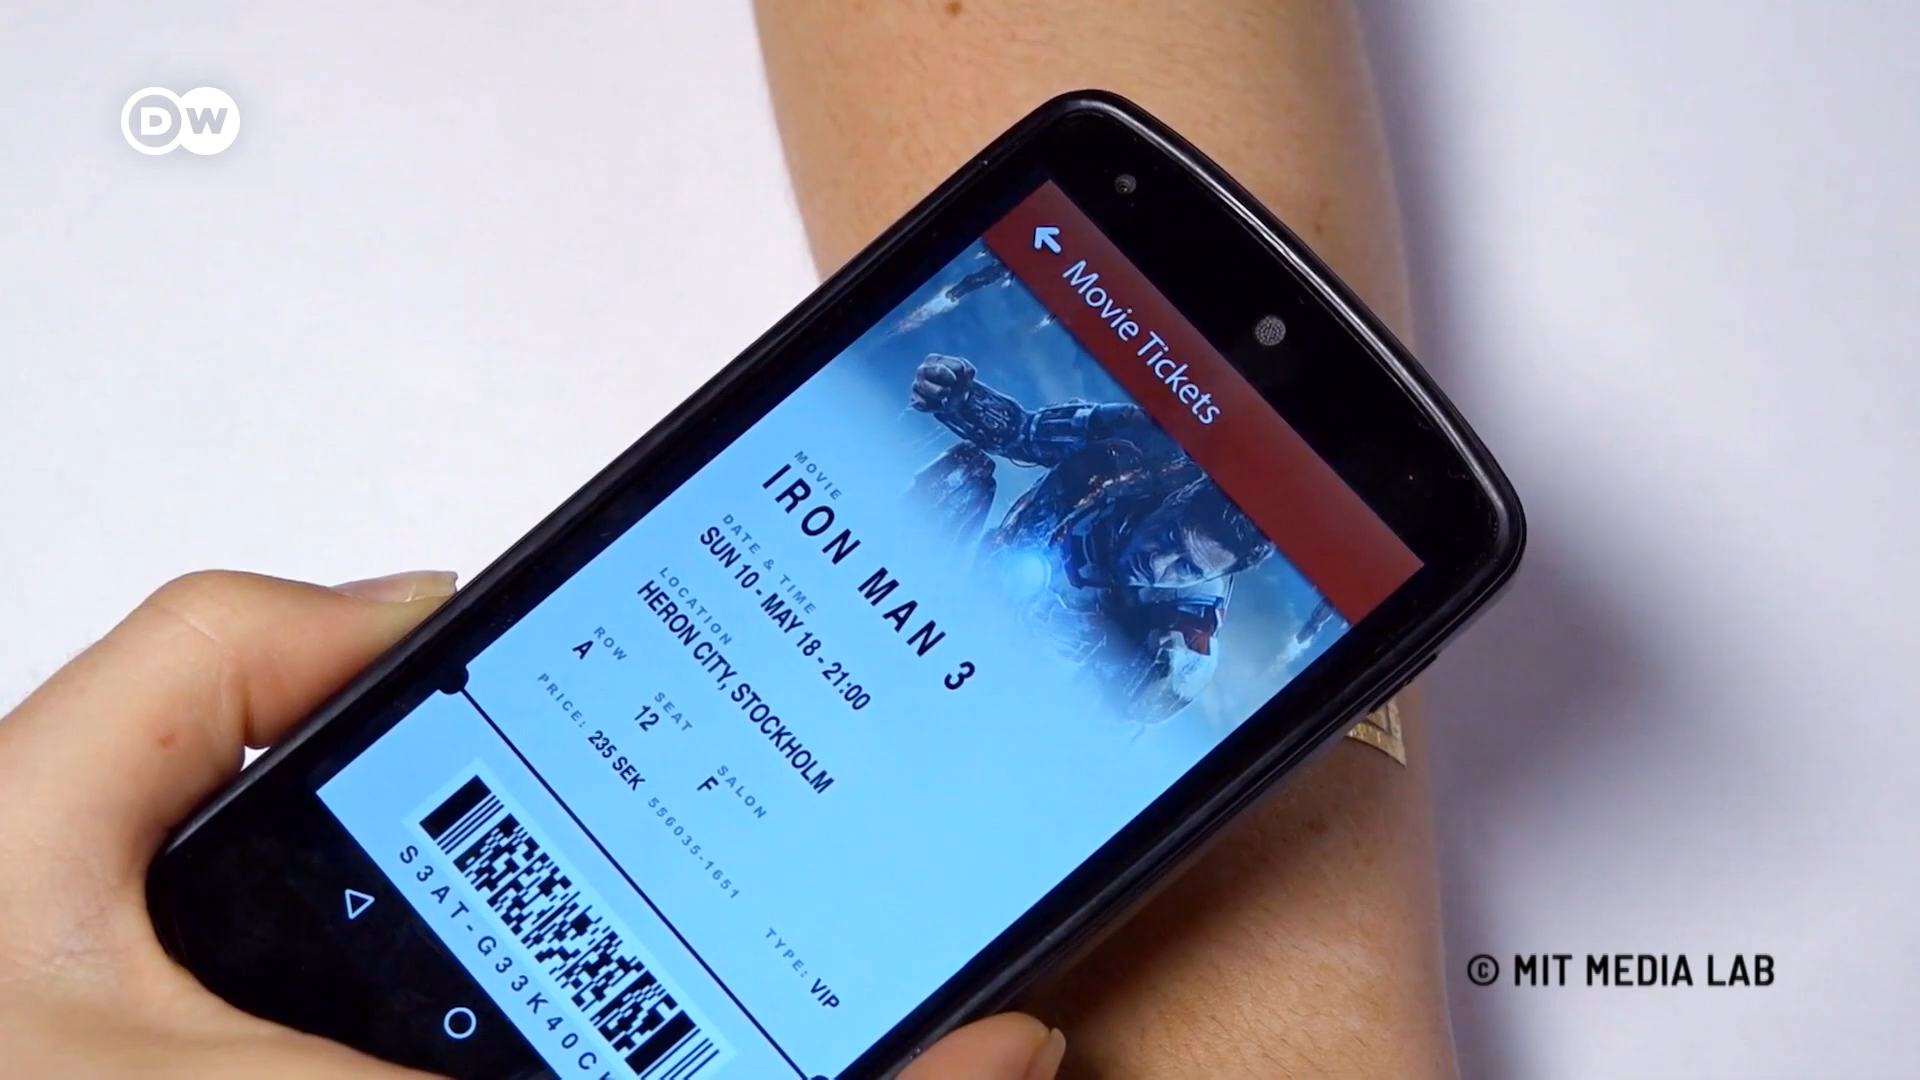 DW
Movie Tickets
MOVIE
IRON MAN 3
DATE & TIME
SUN 10 - MAY 18 - 21:00
LOCATION
HERON CITY, STOCKHOLM
ROW SEAT SALON
A 12 F
PRICE: 235 SEK 556035-1651 TYPE: VIP
S3AT-G33K40C
© MIT MEDIA LAB